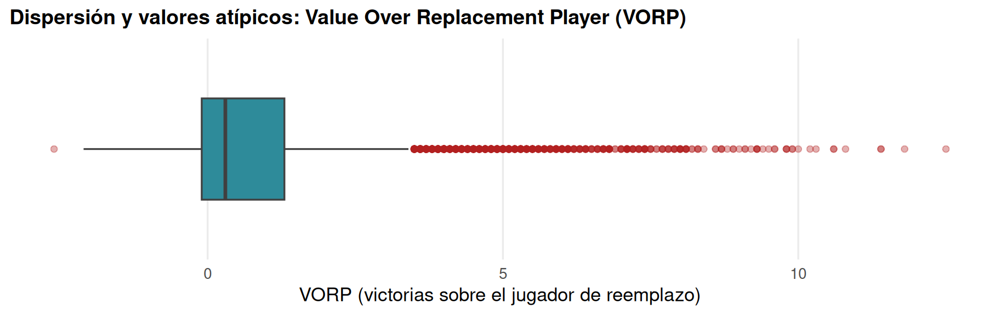 Dispersión y valores atípicos: Value Over Replacement Player (VORP)
0 5 10
VORP (victorias sobre el jugador de reemplazo)